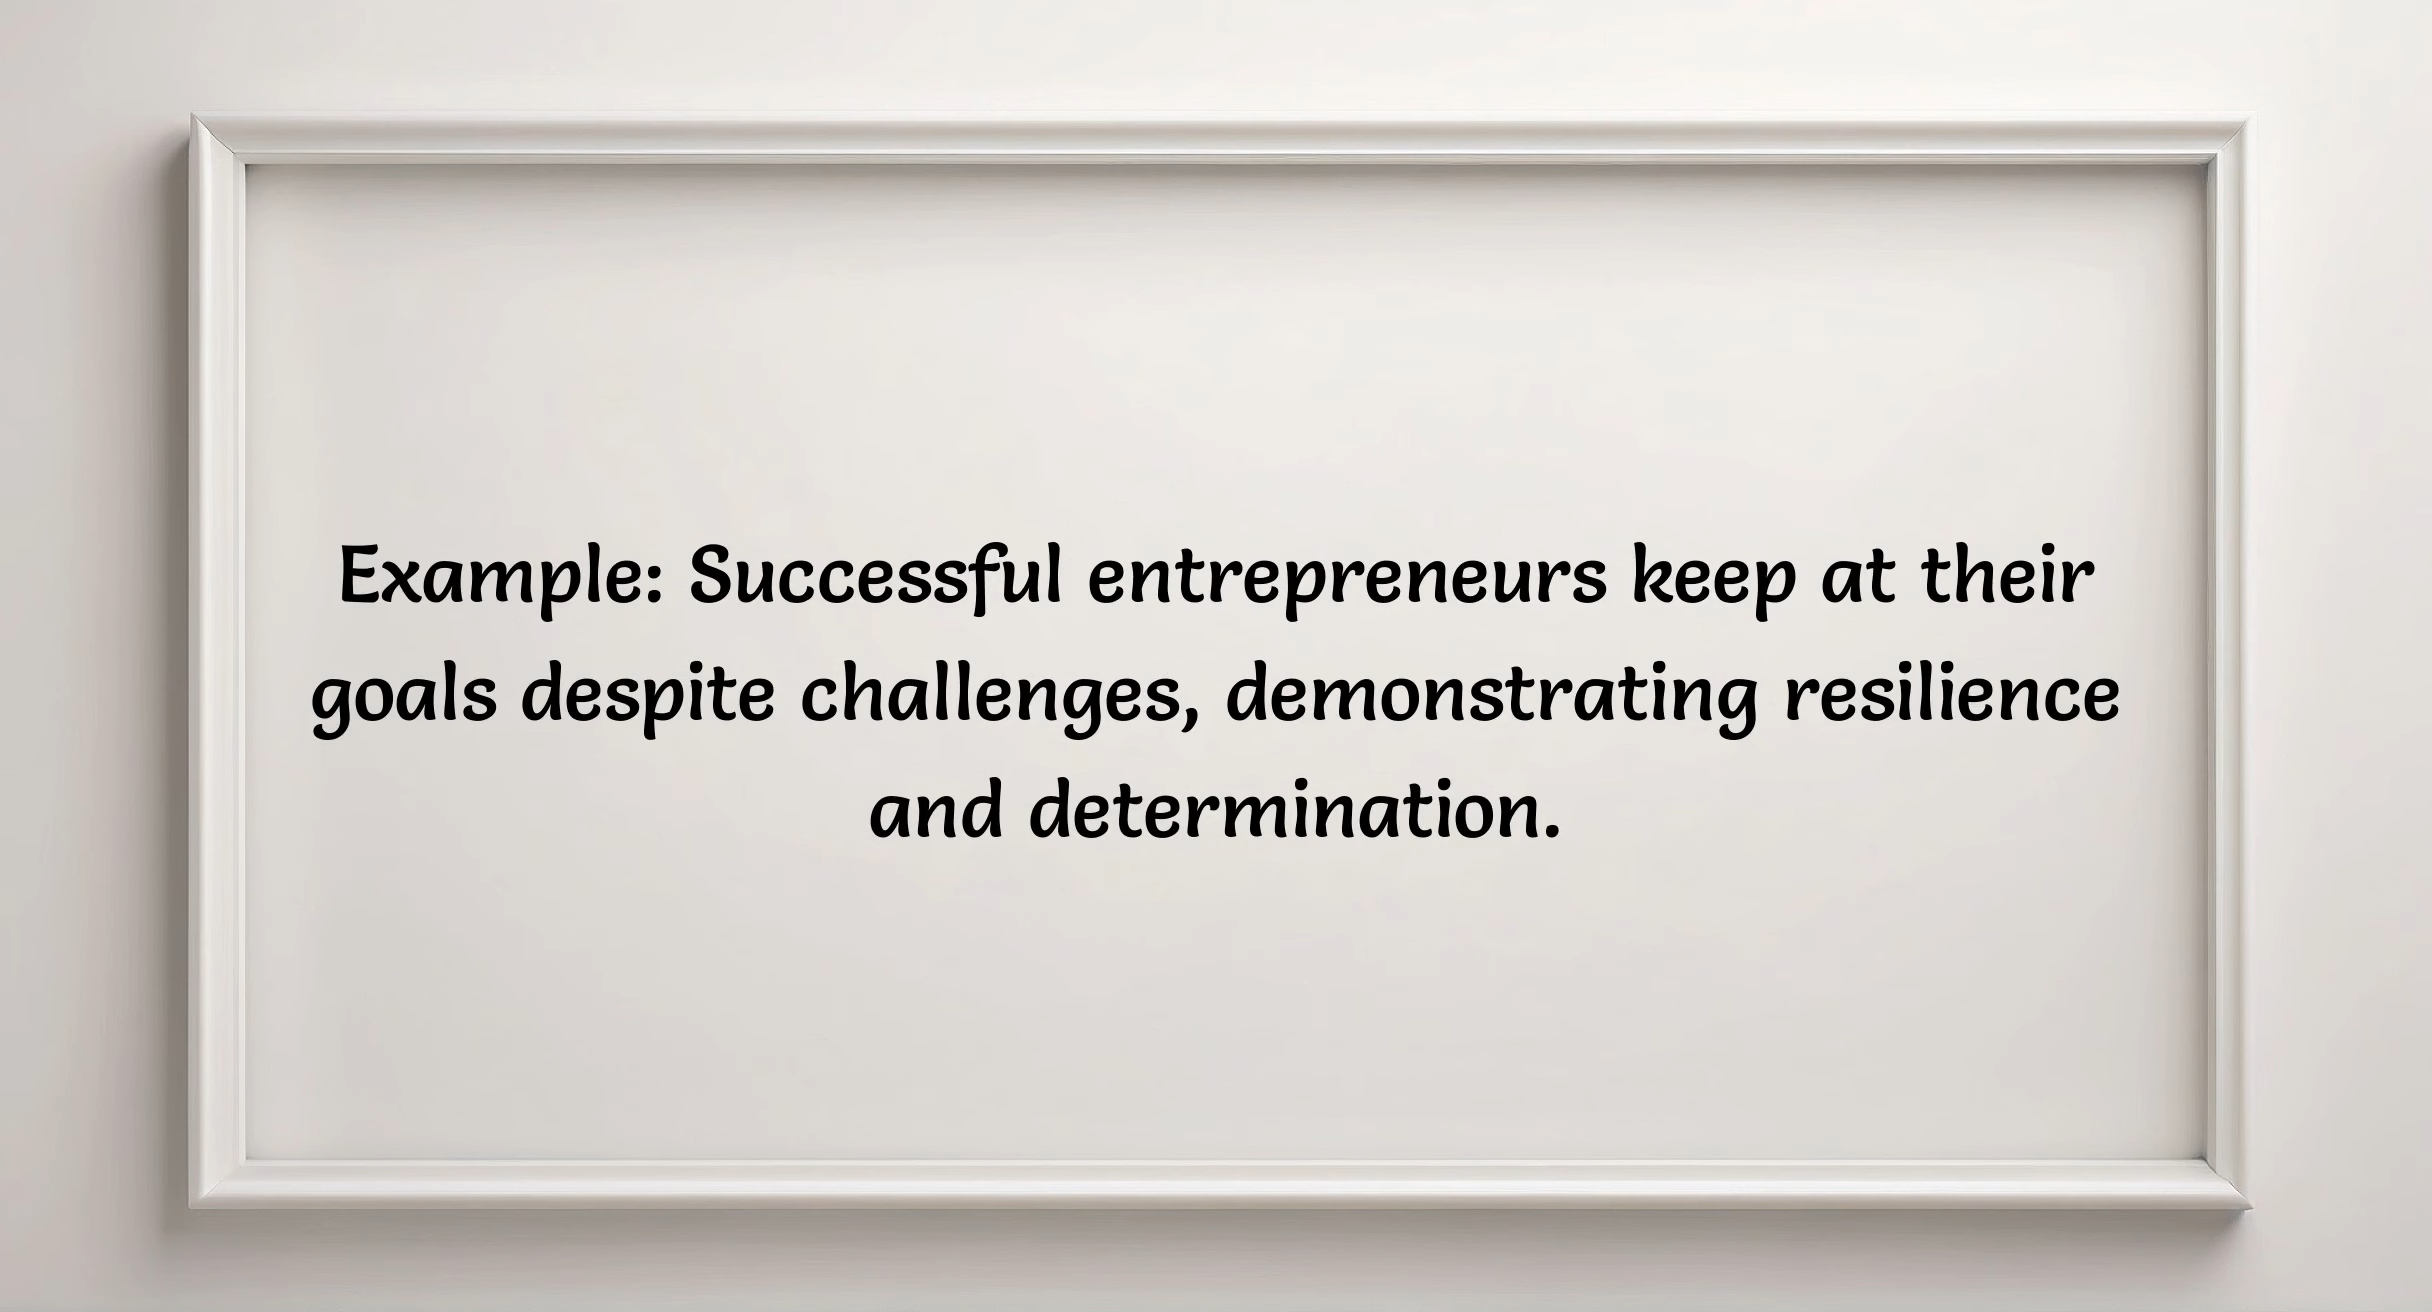 Example: Successful entrepreneurs keep at their
goals despite challenges, demonstrating resilience
and determination.